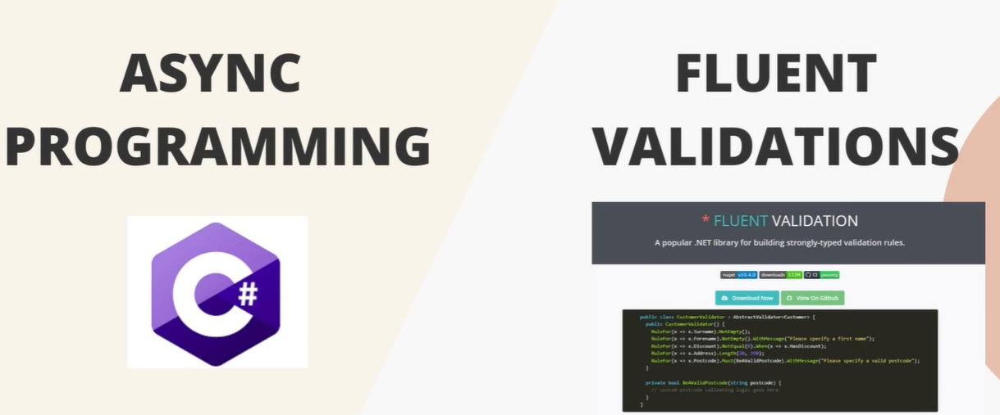 ASYNC
PROGRAMMING
C#
FLUENT
VALIDATIONS
* FLUENT VALIDATION
A popular .NET library for building strongly-typed validation rules.
nuget v10.4.0 downloads 133M CI passing
Download Now View On Github
public class CustomerValidator : AbstractValidator<Customer> {
public CustomerValidator() {
RuleFor(x => x.Surname).NotEmpty();
RuleFor(x => x.Forename).NotEmpty().WithMessage("Please specify a first name");
RuleFor(x => x.Discount).NotEqual(0).When(x => x.HasDiscount);
RuleFor(x => x.Address).Length(20, 250);
RuleFor(x => x.Postcode).Must(BeAValidPostcode).WithMessage("Please specify a valid postcode");
}
private bool BeAValidPostcode(string postcode) {
// custom postcode validating logic goes here
}
}